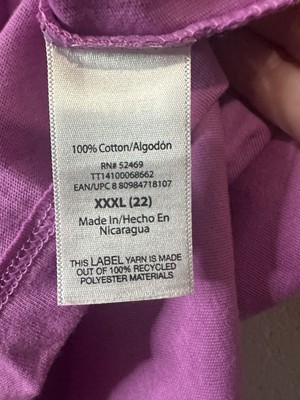 100% Cotton/Algodón
RN# 52469
TT14100068662
EAN/UPC 8 80984718107
XXXL (22)
Made In/Hecho En
Nicaragua
THIS LABEL YARN IS MADE
OUT OF 100% RECYCLED
POLYESTER MATERIALS